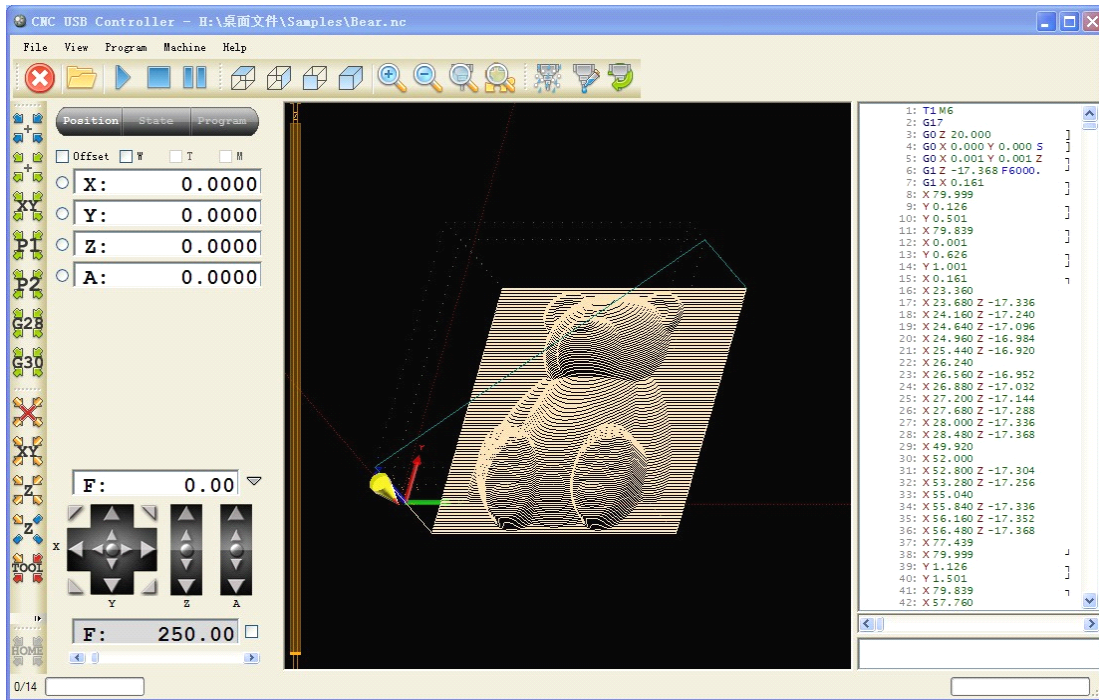 CNC USB Controller - H:\桌面文件\Samples\Bear.nc
File View Program Machine Help
Position State Program
Offset W T M
X: 0.0000
Y: 0.0000
Z: 0.0000
A: 0.0000
XY
P1
P2
G28
G30
XY
Z
Z
TOOL
HOME
F: 0.00
X
Y Z A
F: 250.00
0/14
Z
Y
1: T1 M6
2: G17
3: G0 Z 20.000
4: G0 X 0.000 Y 0.000 S
5: G0 X 0.001 Y 0.001 Z
6: G1 Z -17.368 F6000.
7: G1 X 0.161
8: X 79.999
9: Y 0.126
10: Y 0.501
11: X 79.839
12: X 0.001
13: Y 0.626
14: Y 1.001
15: X 0.161
16: X 23.360
17: X 23.680 Z -17.336
18: X 24.160 Z -17.240
19: X 24.640 Z -17.096
20: X 24.960 Z -16.984
21: X 25.440 Z -16.920
22: X 26.240
23: X 26.560 Z -16.952
24: X 26.880 Z -17.032
25: X 27.200 Z -17.144
26: X 27.680 Z -17.288
27: X 28.000 Z -17.336
28: X 28.480 Z -17.368
29: X 49.920
30: X 52.000
31: X 52.800 Z -17.304
32: X 53.280 Z -17.256
33: X 55.040
34: X 55.840 Z -17.336
35: X 56.160 Z -17.352
36: X 56.480 Z -17.368
37: X 77.439
38: X 79.999
39: Y 1.126
40: Y 1.501
41: X 79.839
42: X 57.760